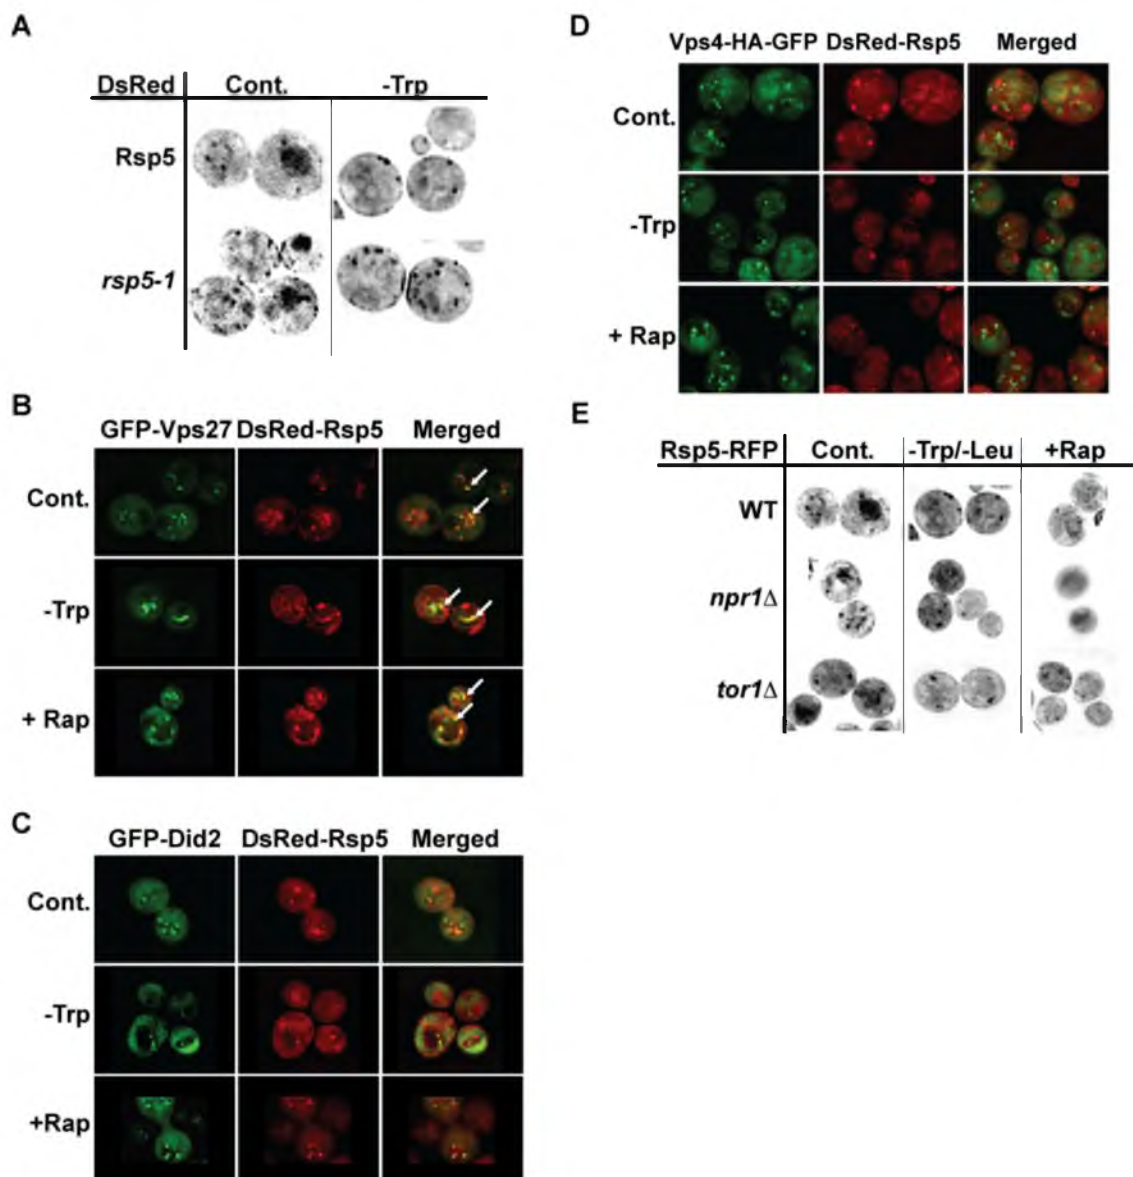 A
DsRed Cont. -Trp
Rsp5
rsp5-1
B
GFP-Vps27 DsRed-Rsp5 Merged
Cont.
-Trp
+ Rap
C
GFP-Did2 DsRed-Rsp5 Merged
Cont.
-Trp
+Rap
D
Vps4-HA-GFP DsRed-Rsp5 Merged
Cont.
-Trp
+ Rap
E
Rsp5-RFP Cont. -Trp/-Leu +Rap
WT
npr1Δ
tor1Δ